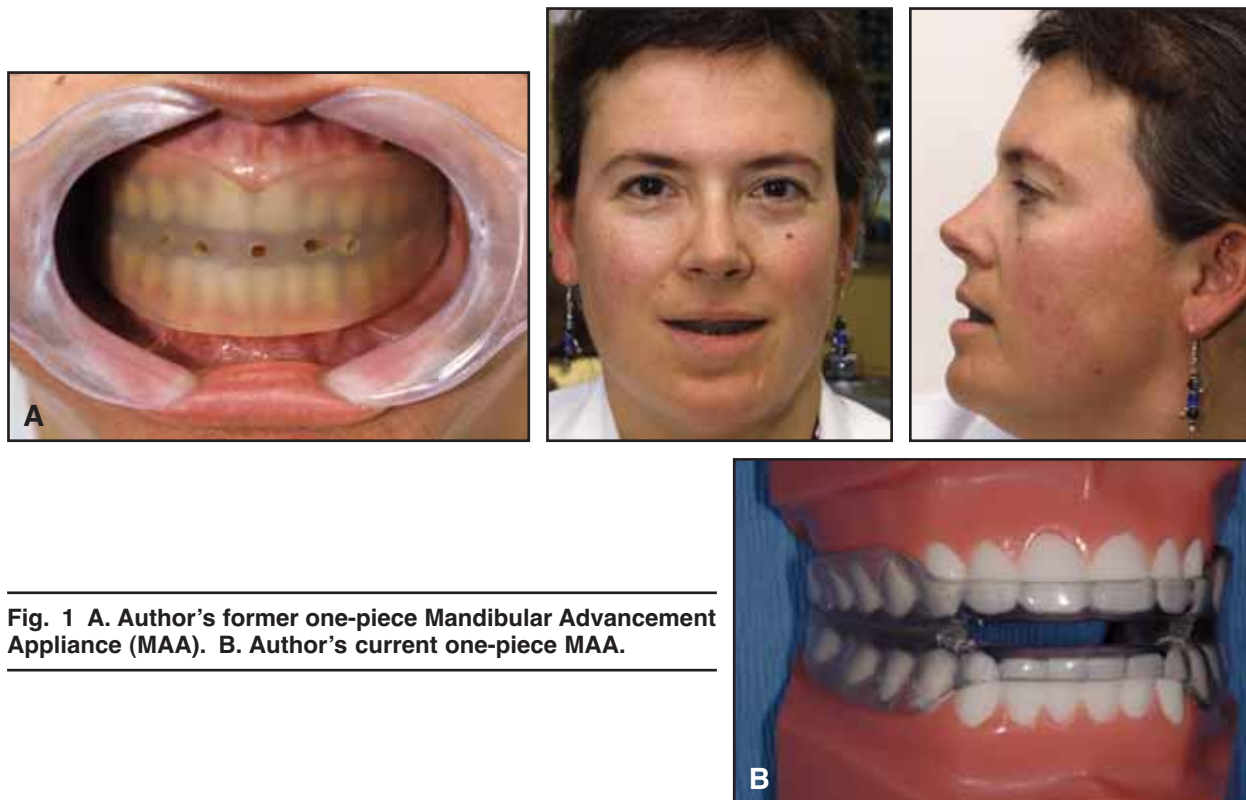 A
Fig. 1 A. Author's former one-piece Mandibular Advancement
Appliance (MAA). B. Author's current one-piece MAA.
B